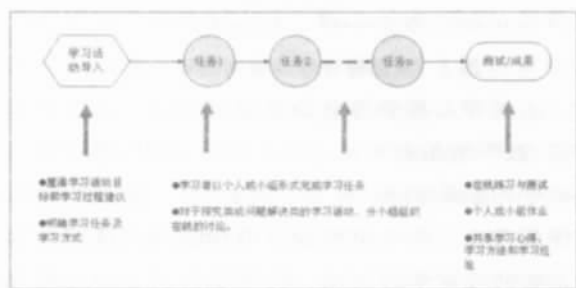 学习活
动导入
任务1
任务2
任务n
测试/成果
●覆盖学习活动目
标和学习过程建议
●明确学习任务及
学习方式
●学习者以个人或小组形式完成学习任务
●对于探究类或问题解决类的学习活动，分小组组织
在线的讨论。
●在线练习与测试
●个人或小组作品
●共享学习心得、
学习方法和学习经
验